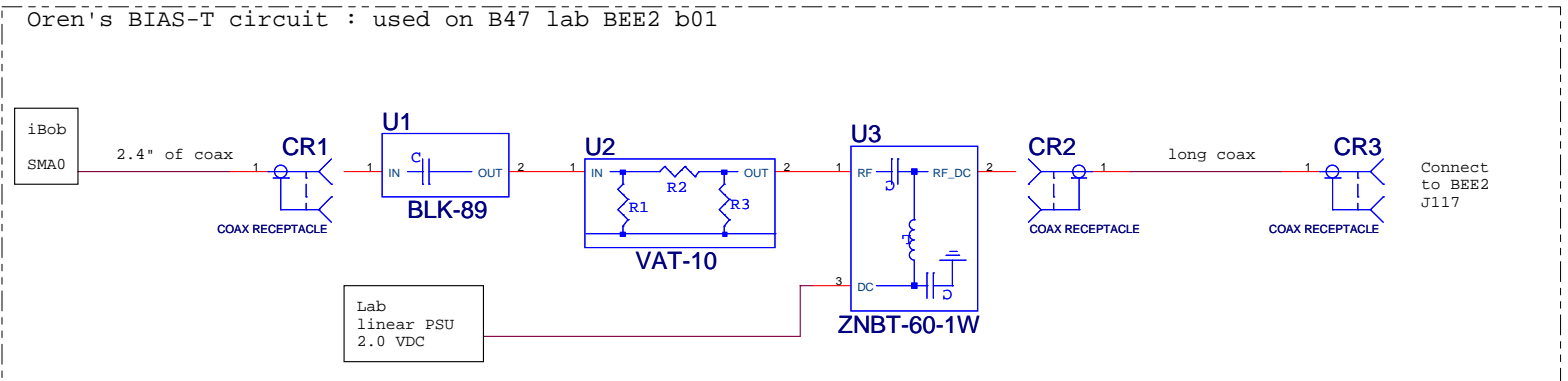 Oren's BIAS-T circuit : used on B47 lab BEE2 b01
iBob
SMA0
2.4" of coax
1
CR1
COAX RECEPTACLE
U1
1
IN
C
OUT
2
BLK-89
U2
1
IN
R2
OUT
2
R1
R3
VAT-10
U3
1
RF
C
RF_DC
2
L
3
DC
C
ZNBT-60-1W
CR2
1
COAX RECEPTACLE
long coax
1
CR3
COAX RECEPTACLE
Connect
to BEE2
J117
Lab
linear PSU
2.0 VDC